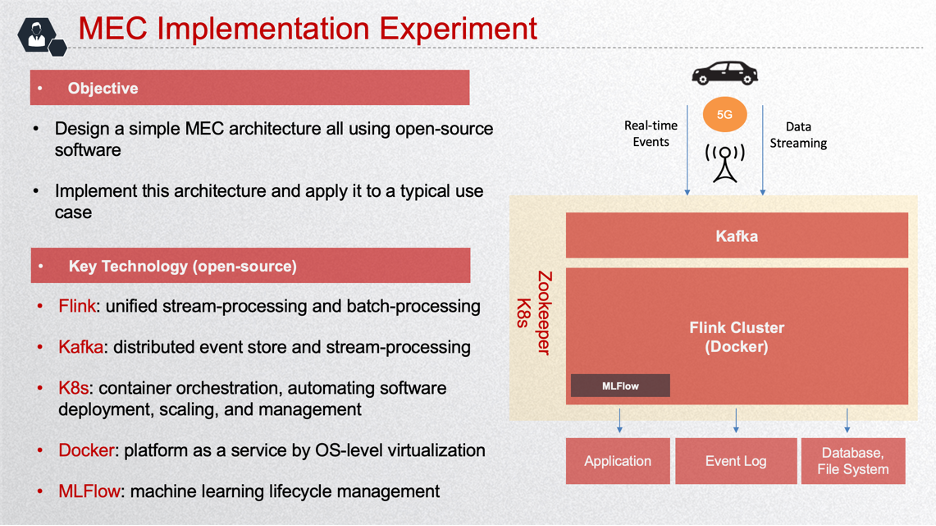 MEC Implementation Experiment
• Objective
• Design a simple MEC architecture all using open-source
software
• Implement this architecture and apply it to a typical use
case
• Key Technology (open-source)
• Flink: unified stream-processing and batch-processing
• Kafka: distributed event store and stream-processing
• K8s: container orchestration, automating software
deployment, scaling, and management
• Docker: platform as a service by OS-level virtualization
• MLFlow: machine learning lifecycle management
5G
Real-time
Events
Data
Streaming
Zookeeper
K8s
Kafka
Flink Cluster
(Docker)
MLFlow
Application
Event Log
Database,
File System